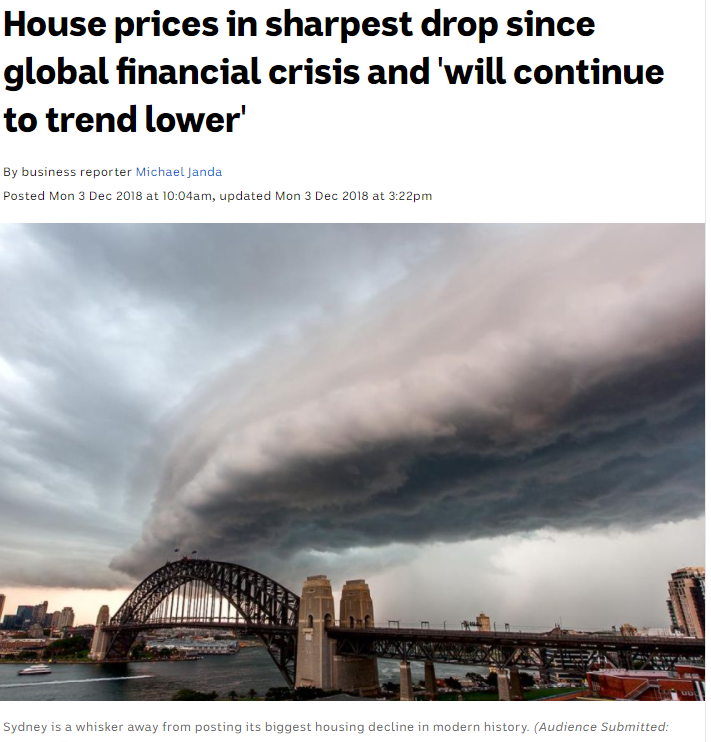 House prices in sharpest drop since
global financial crisis and 'will continue
to trend lower'
By business reporter Michael Janda
Posted Mon 3 Dec 2018 at 10:04am, updated Mon 3 Dec 2018 at 3:22pm
Sydney is a whisker away from posting its biggest housing decline in modern history. (Audience Submitted: